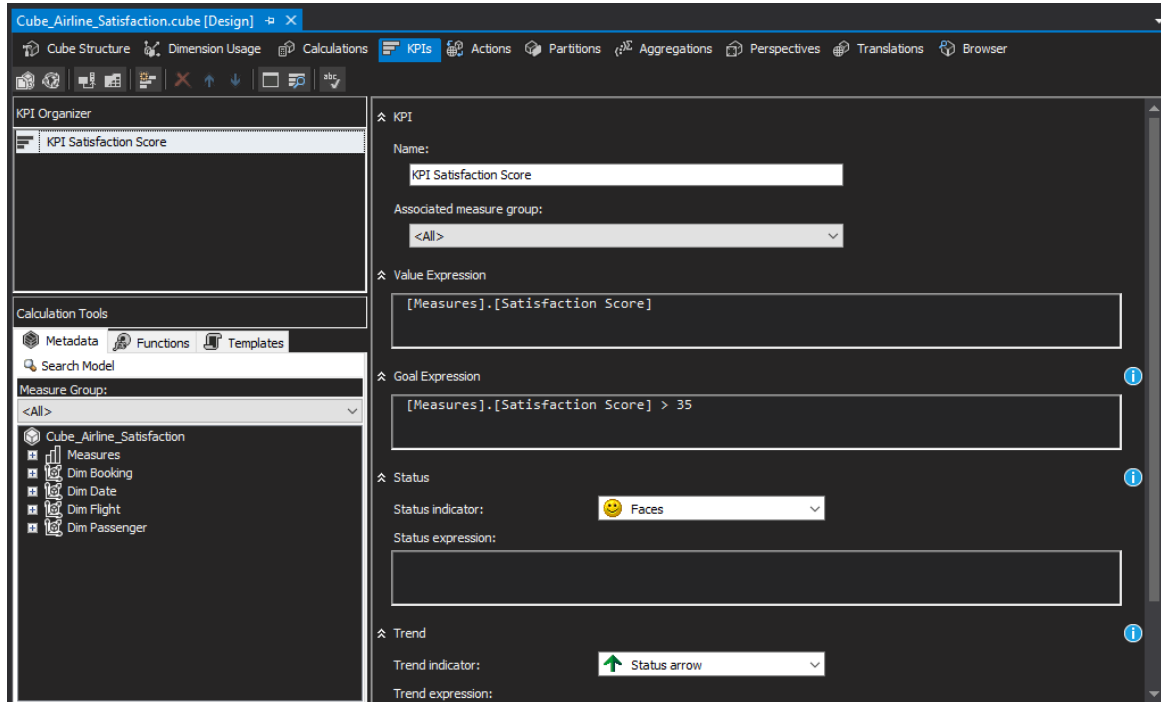 Cube_Airline_Satisfaction.cube [Design]
Cube Structure Dimension Usage Calculations KPIs Actions Partitions Aggregations Perspectives Translations Browser
KPI Organizer
KPI Satisfaction Score
Calculation Tools
Metadata Functions Templates
Search Model
Measure Group:
<All>
Cube_Airline_Satisfaction
Measures
Dim Booking
Dim Date
Dim Flight
Dim Passenger
KPI
Name:
KPI Satisfaction Score
Associated measure group:
<All>
Value Expression
[Measures].[Satisfaction Score]
Goal Expression
[Measures].[Satisfaction Score] > 35
Status
Status indicator: Faces
Status expression:
Trend
Trend indicator: Status arrow
Trend expression: